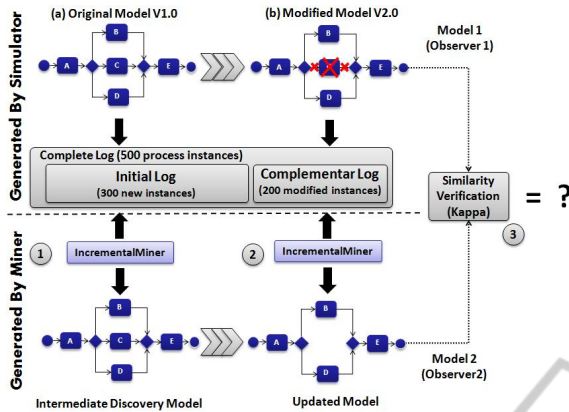 (a) Original Model V1.0
(b) Modified Model V2.0
Model 1
(Observer 1)
Generated By Simulator
A
B
C
D
E
A
B
D
E
Complete Log (500 process instances)
Initial Log
(300 new instances)
Complementar Log
(200 modified instances)
Similarity
Verification
(Kappa)
= ?
3
Generated By Miner
1
IncrementalMiner
2
IncrementalMiner
A
B
C
D
E
A
B
D
E
Model 2
(Observer2)
Intermediate Discovery Model
Updated Model